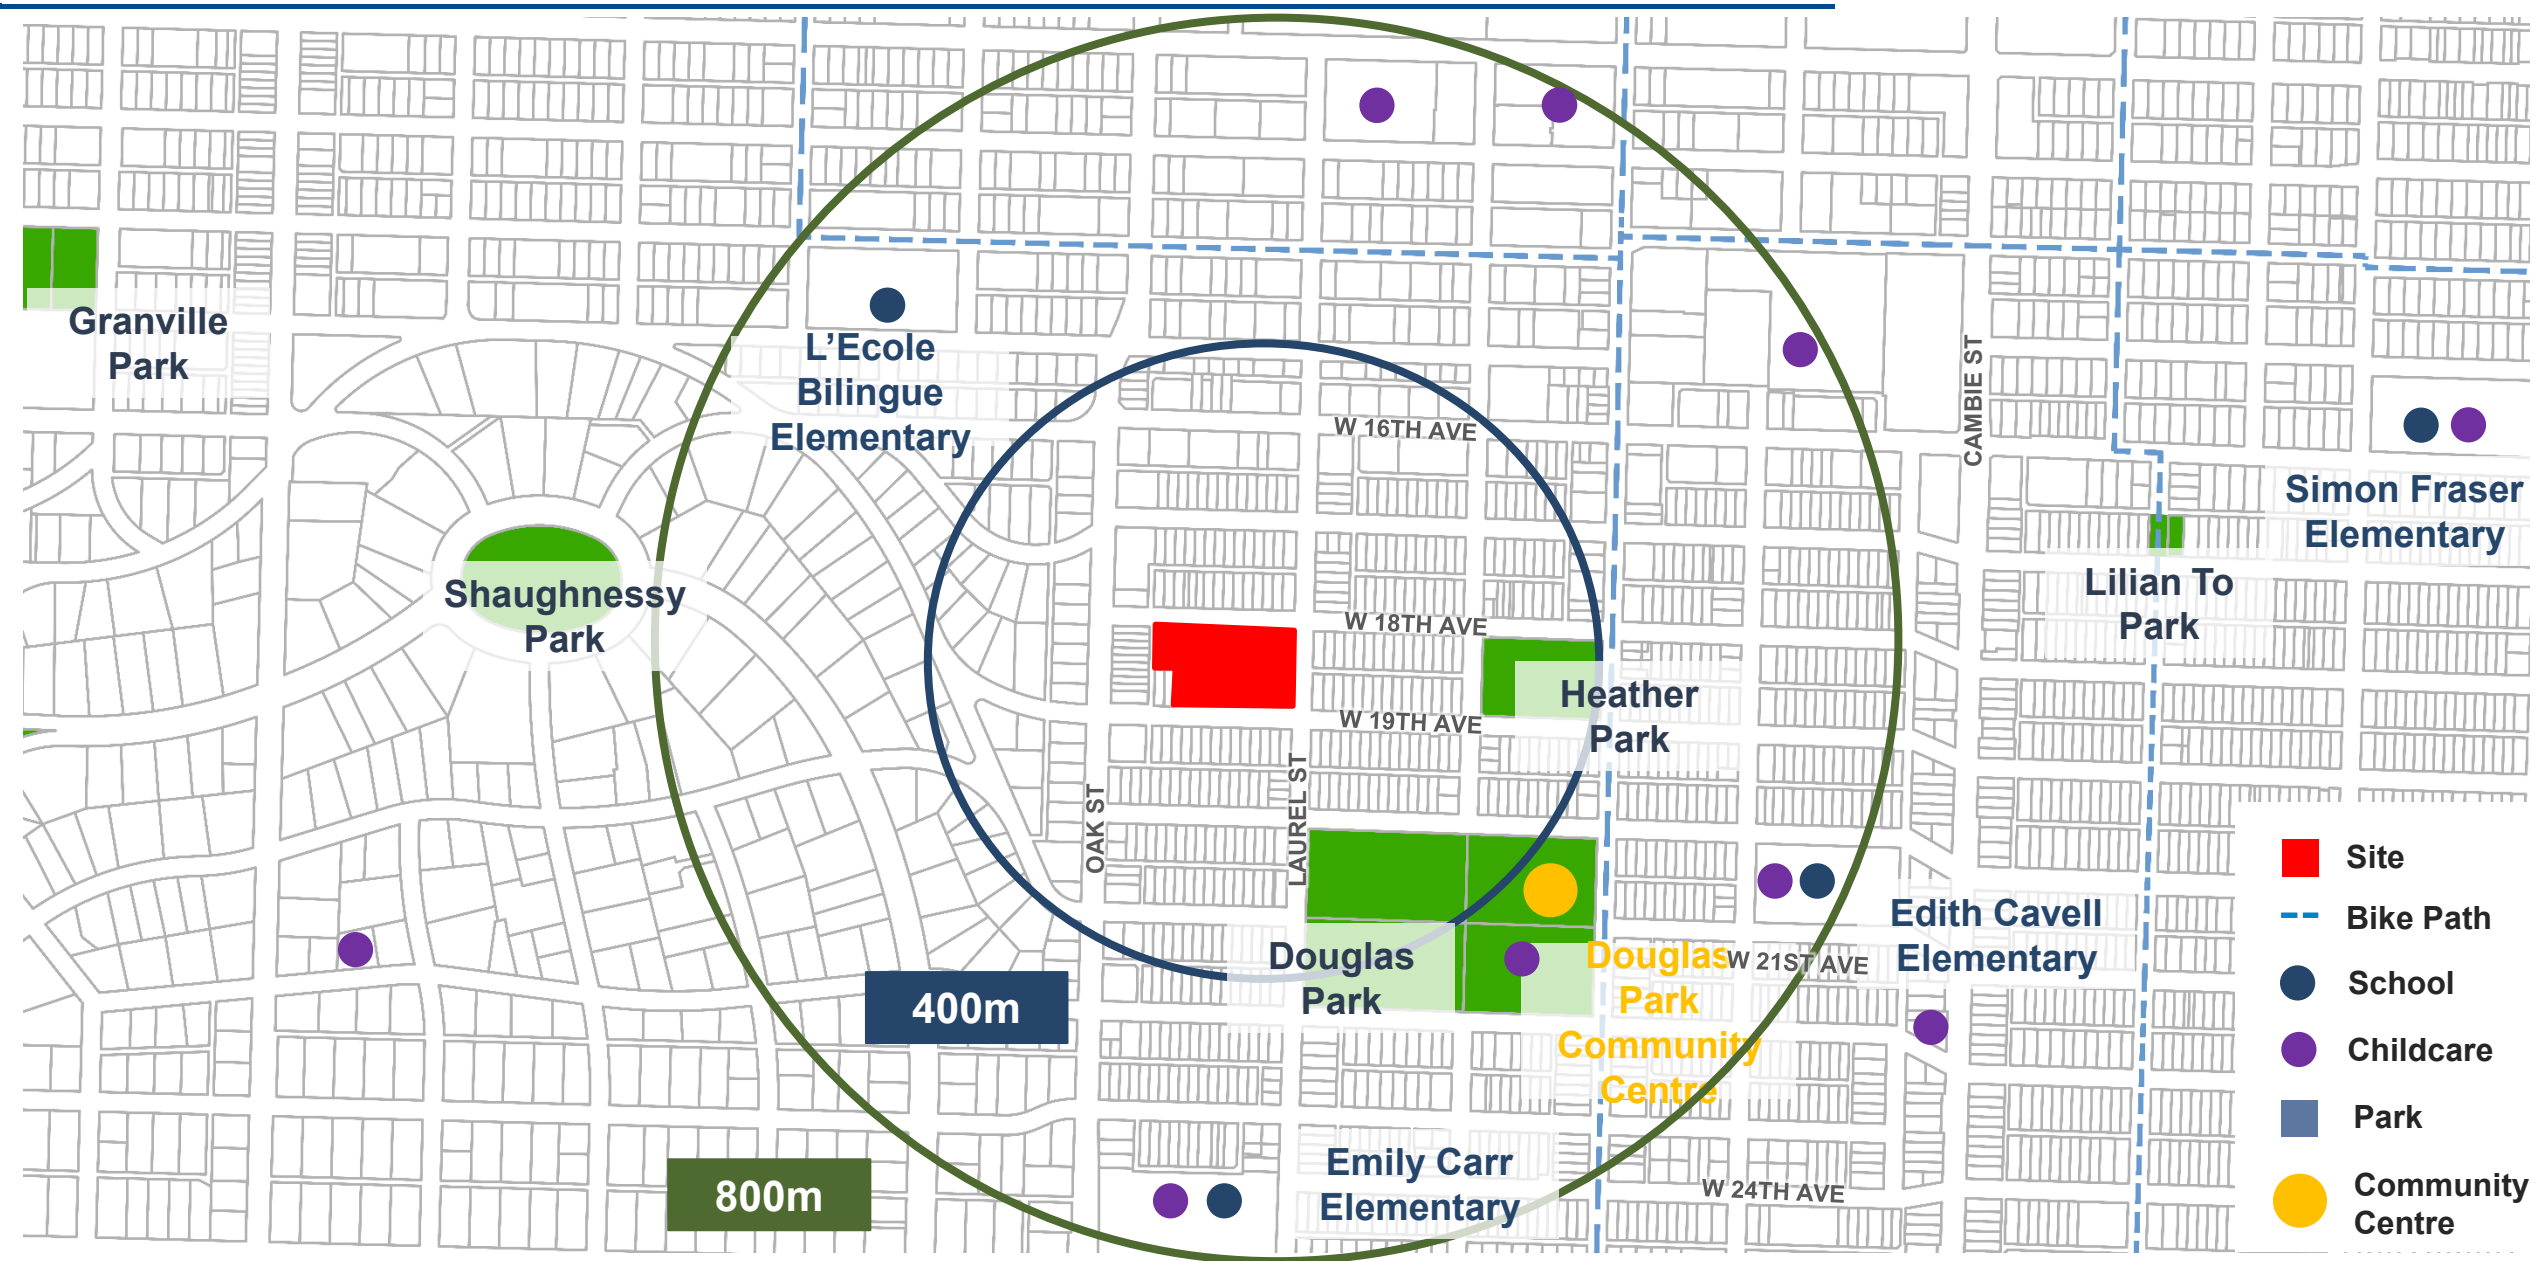 Granville
Park
L’Ecole
Bilingue
Elementary
W 16TH AVE
CAMBIE ST
Simon Fraser
Elementary
Shaughnessy
Park
Lilian To
Park
W 18TH AVE
Heather
Park
W 19TH AVE
OAK ST
LAUREL ST
Douglas
Park
Douglas
Park
Community
Centre
W 21ST AVE
Edith Cavell
Elementary
400m
800m
Emily Carr
Elementary
W 24TH AVE
Site
Bike Path
School
Childcare
Park
Community
Centre